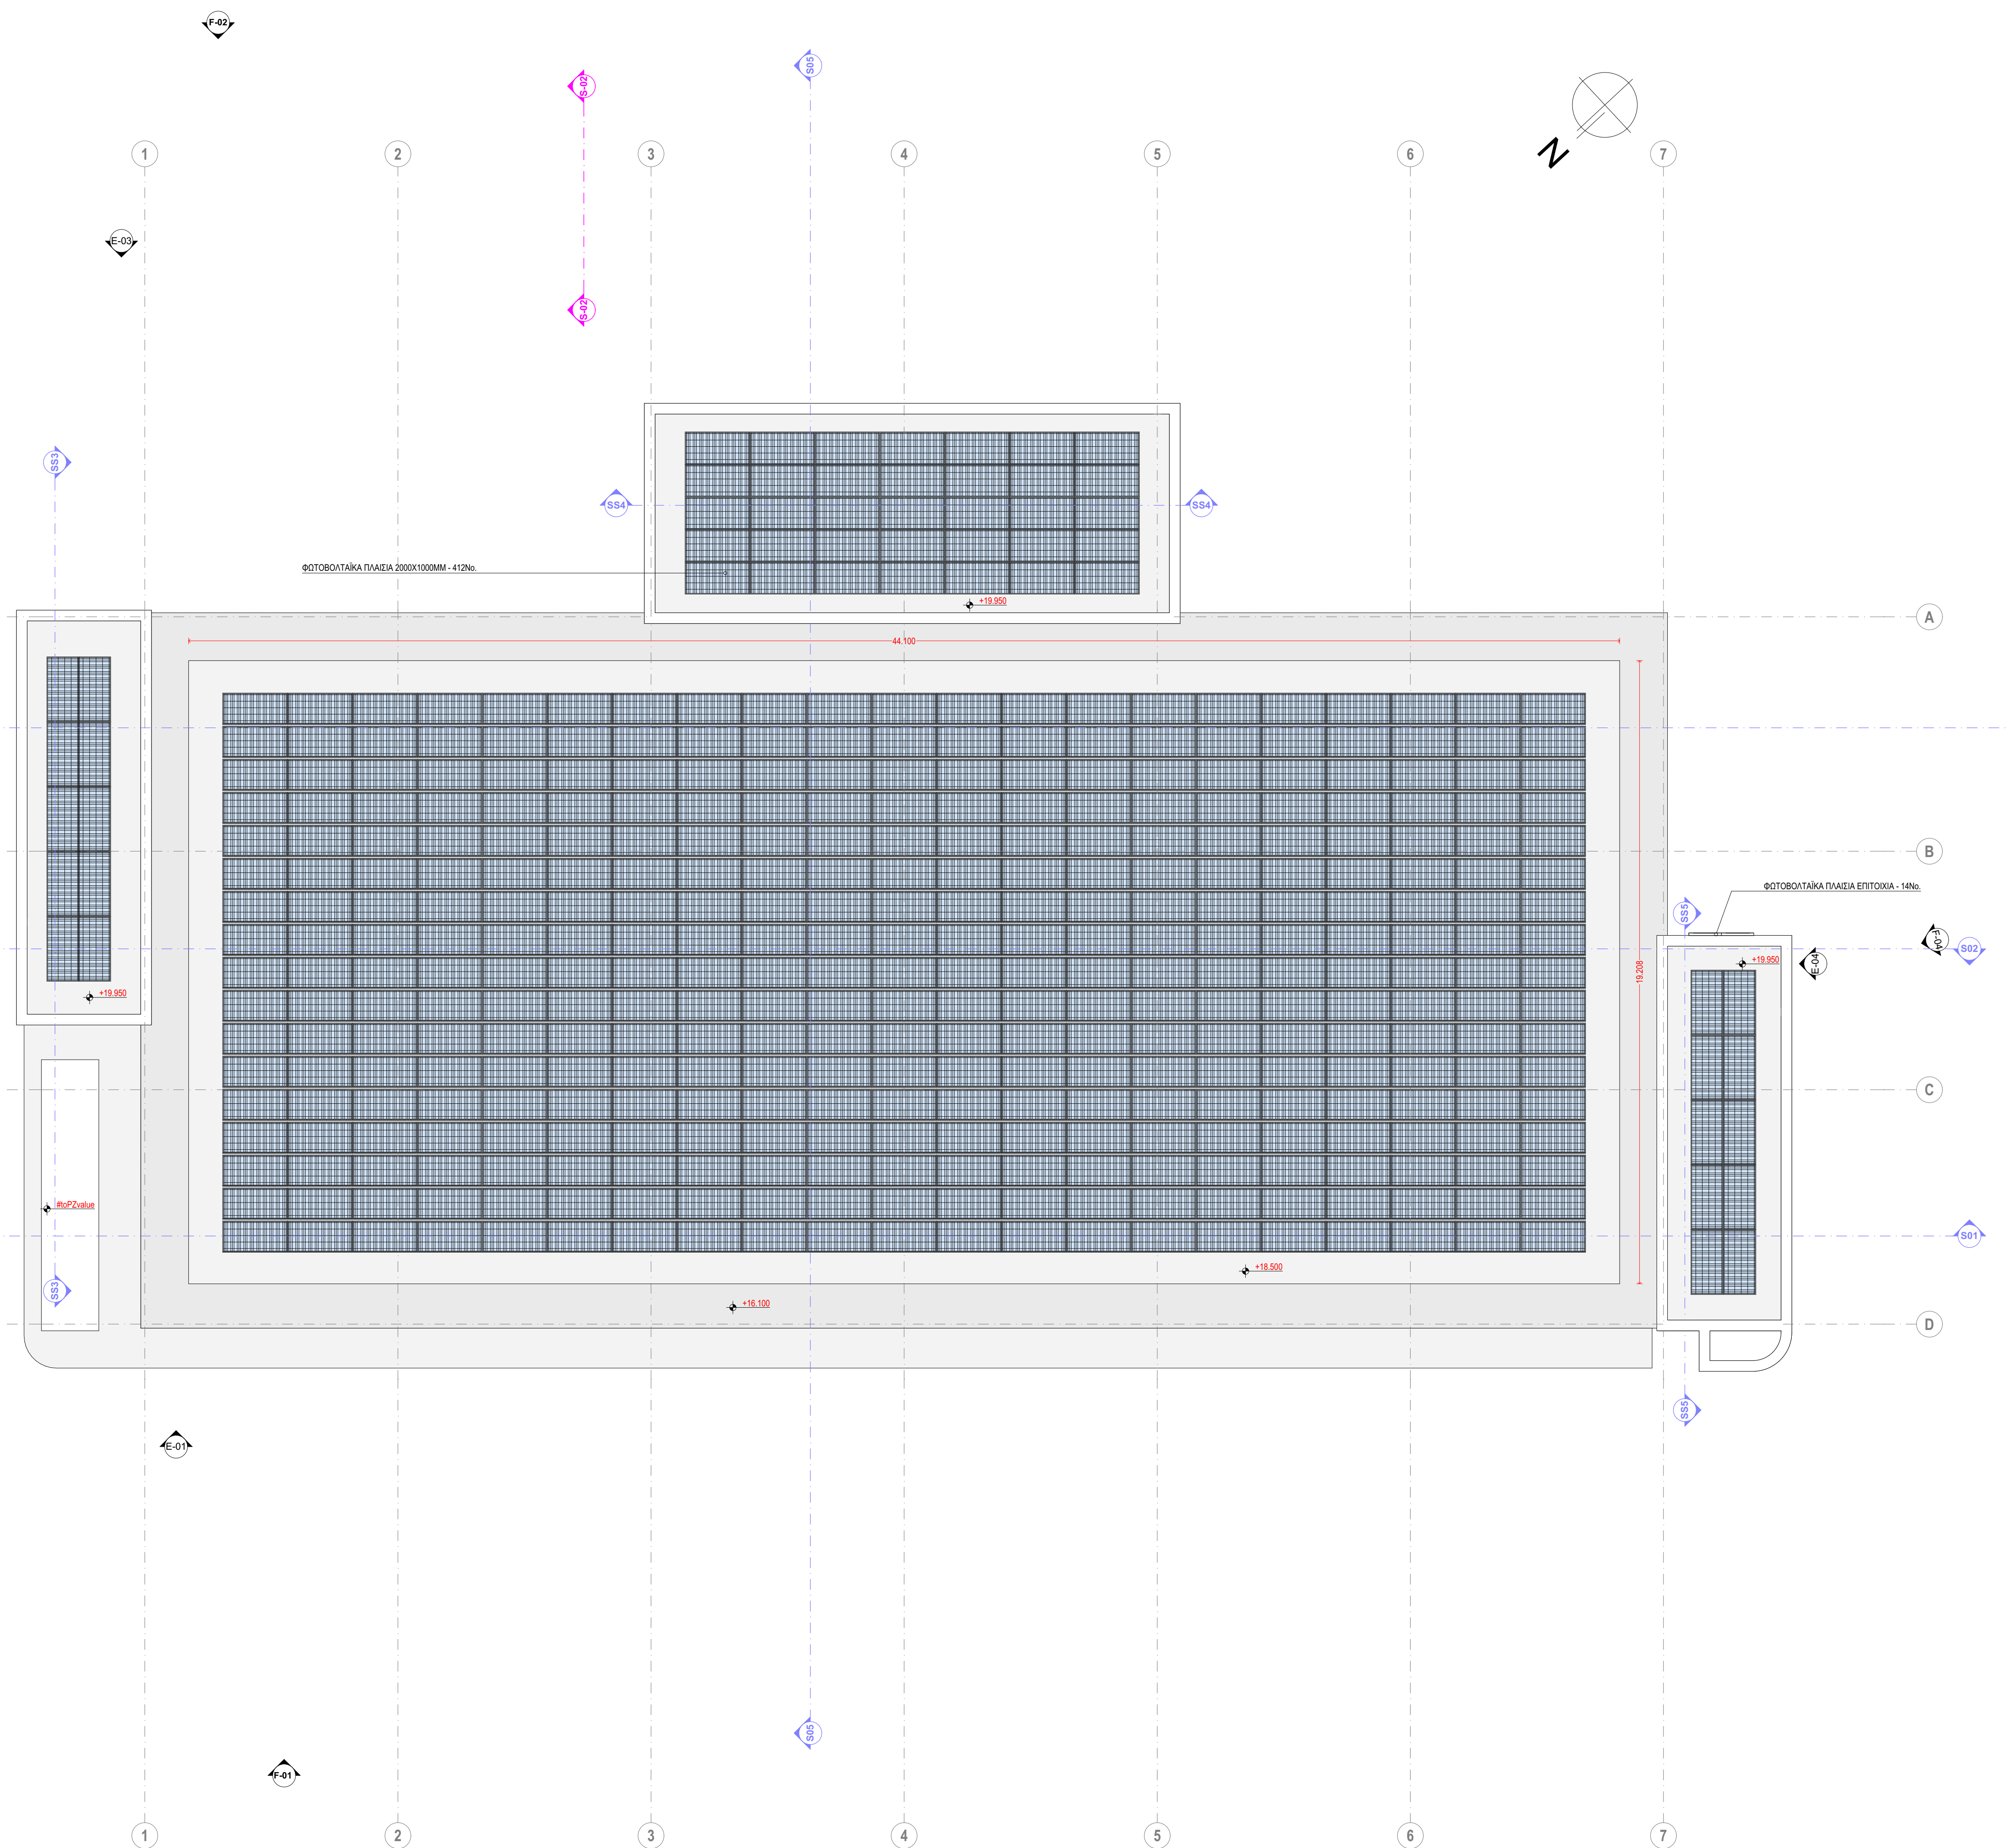 F-02
S05
S-02
1
2
3
4
5
6
7
N
E-03
S-02
SS3
SS4
SS4
ΦΩΤΟΒΟΛΤΑΪΚΑ ΠΛΑΙΣΙΑ 2000X1000MM - 412No.
+19.950
A
44.100
B
ΦΩΤΟΒΟΛΤΑΪΚΑ ΠΛΑΙΣΙΑ ΕΠΙΤΟΙΧΙΑ - 14No.
SS5
F-04
S02
+19.950
E-04
19.208
+19.950
C
#toPZvalue
S01
+18.500
SS3
+16.100
D
SS5
E-01
S05
F-01
1
2
3
4
5
6
7